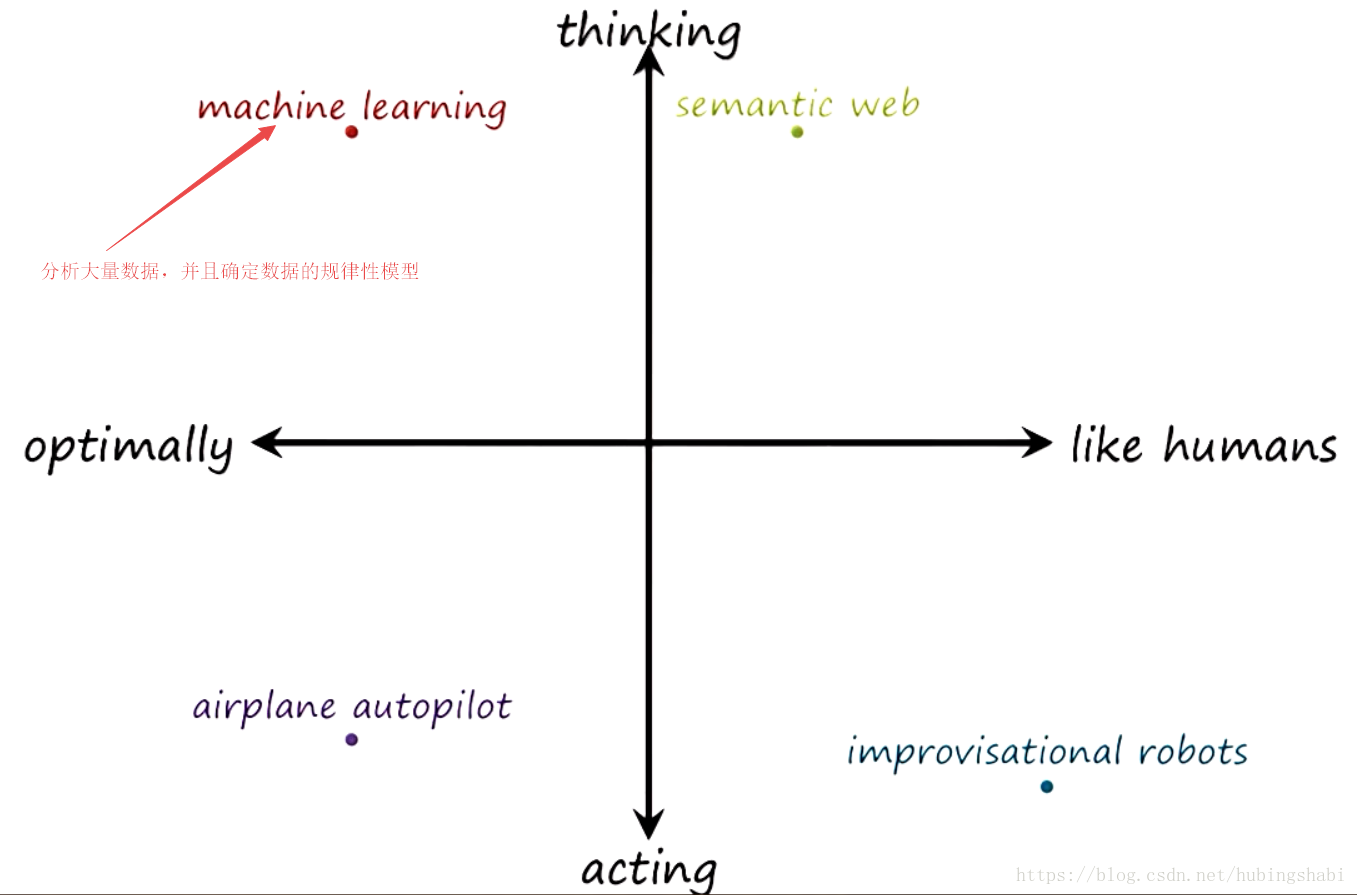 thinking
machine learning
semantic web
分析大量数据，并且确定数据的规律性模型
optimally
like humans
airplane autopilot
improvisational robots
acting
https://blog.csdn.net/hubingshabi